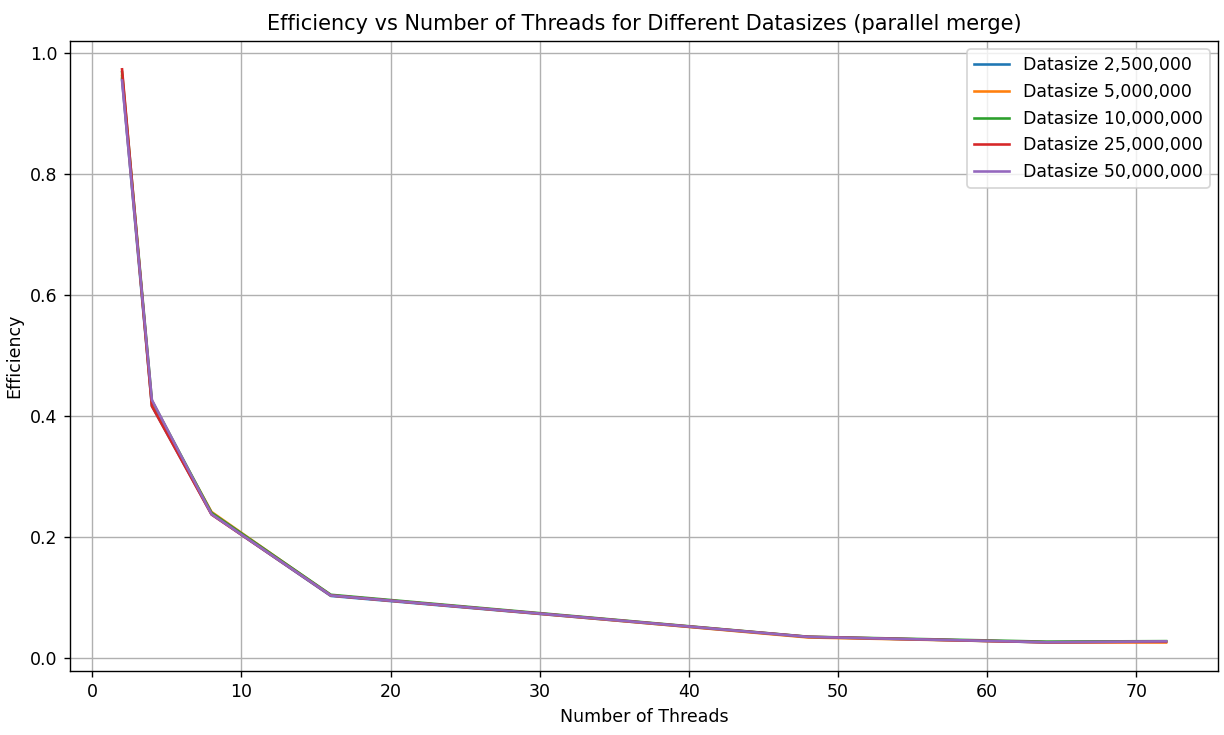 Efficiency vs Number of Threads for Different Datasizes (parallel merge)
Efficiency
1.0
0.8
0.6
0.4
0.2
0.0
Datasize 2,500,000
Datasize 5,000,000
Datasize 10,000,000
Datasize 25,000,000
Datasize 50,000,000
0 10 20 30 40 50 60 70
Number of Threads